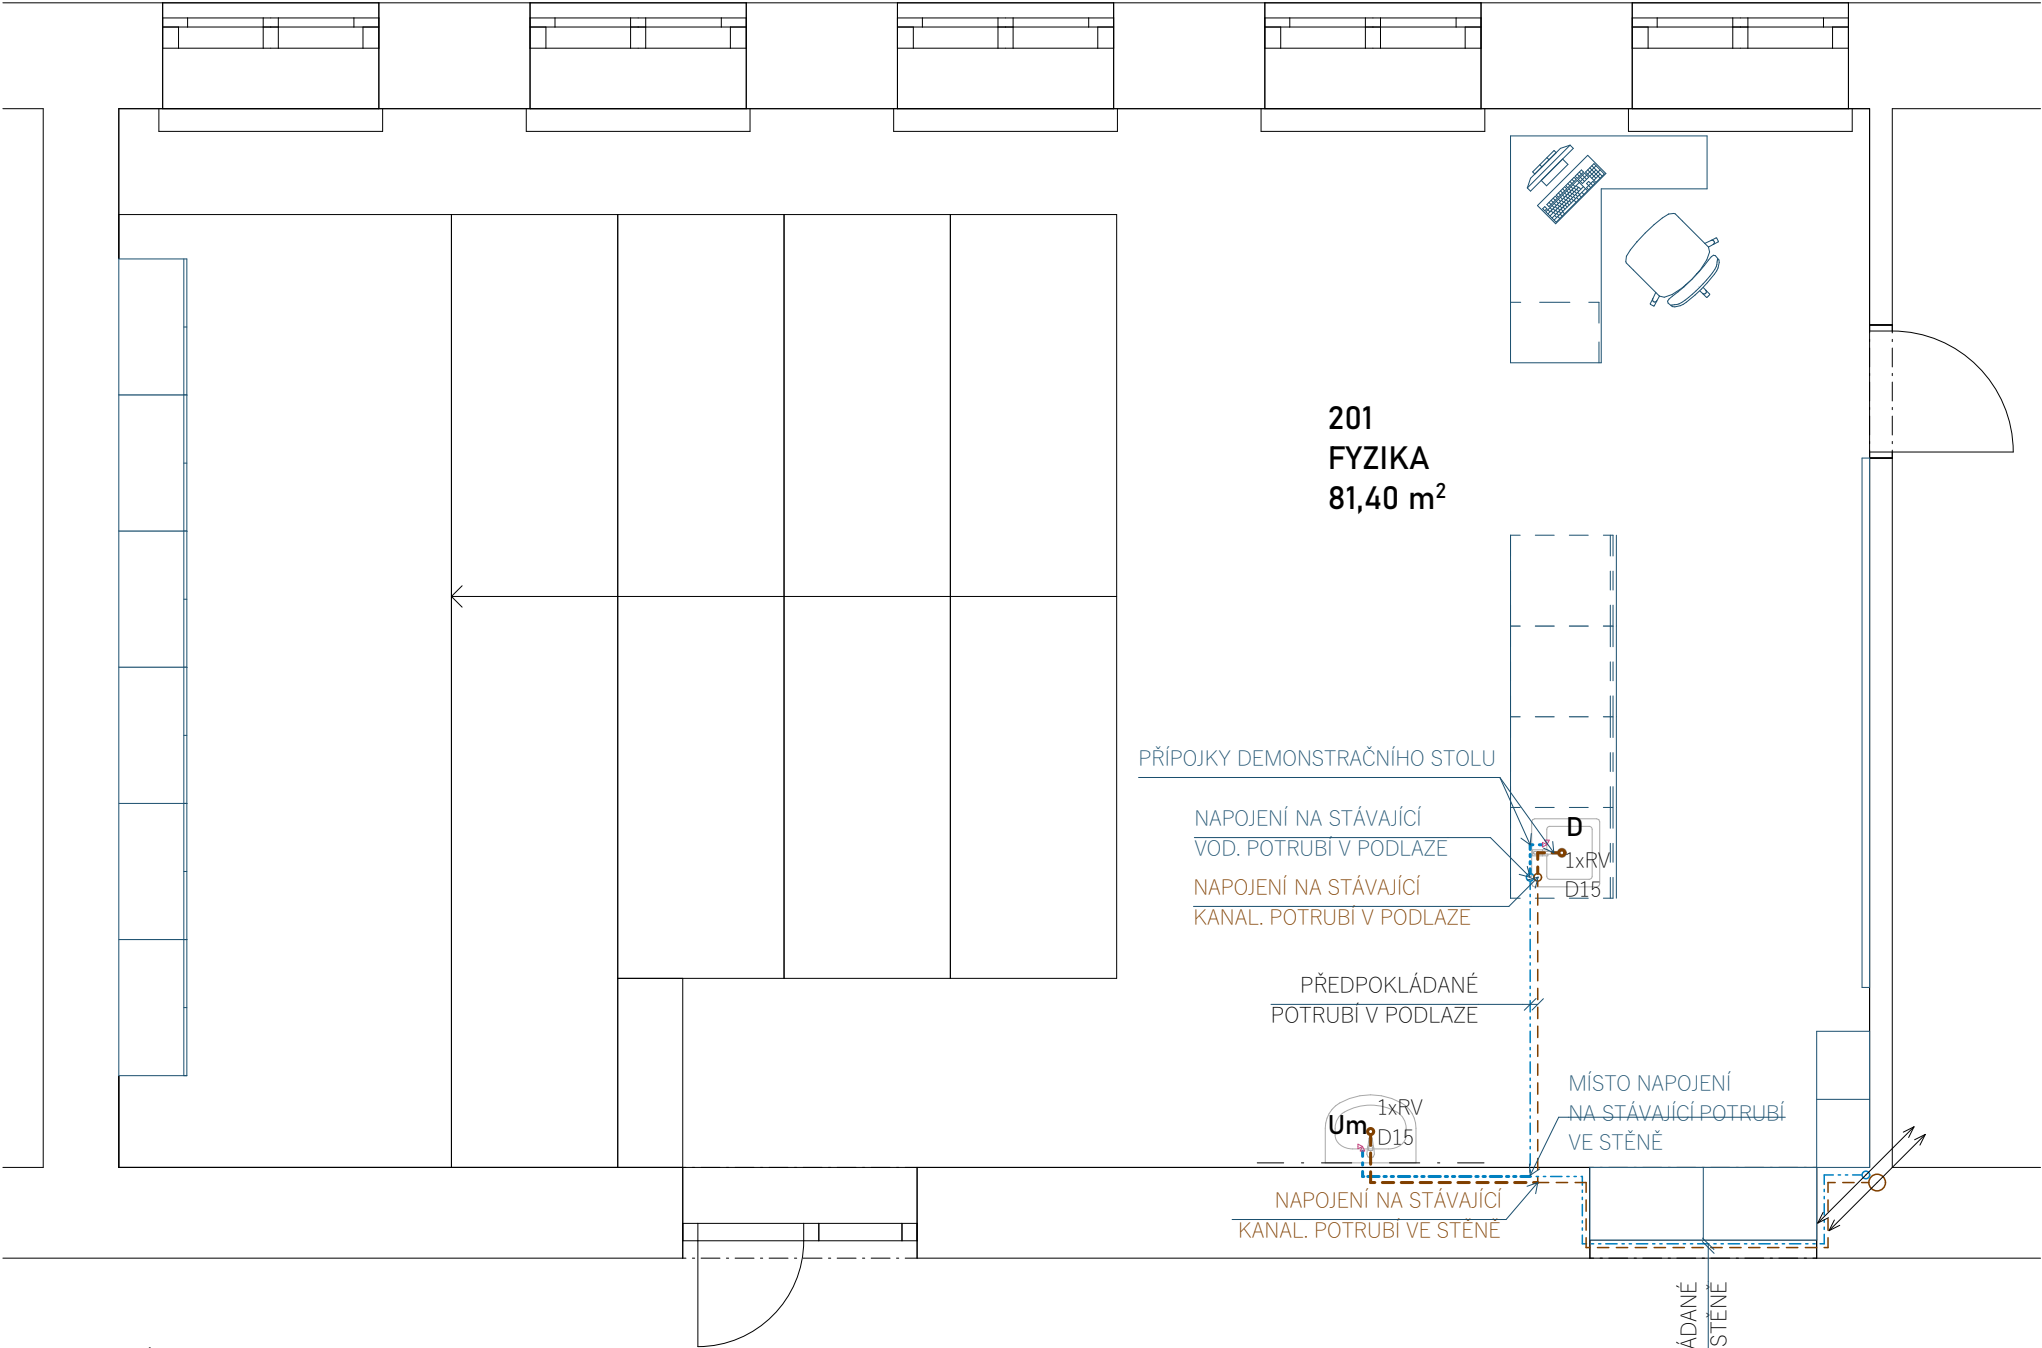 201
FYZIKA
81,40 m²
PŘÍPOJKY DEMONSTRAČNÍHO STOLU
NAPOJENÍ NA STÁVAJÍCÍ
VOD. POTRUBÍ V PODLAZE
D
1xRV
D15
NAPOJENÍ NA STÁVAJÍCÍ
KANAL. POTRUBÍ V PODLAZE
PŘEDPOKLÁDANÉ
POTRUBÍ V PODLAZE
MÍSTO NAPOJENÍ
NA STÁVAJÍCÍ POTRUBÍ
VE STĚNĚ
Um
1xRV
D15
NAPOJENÍ NA STÁVAJÍCÍ
KANAL. POTRUBÍ VE STĚNĚ
ÁDANÉ
STĚNĚ